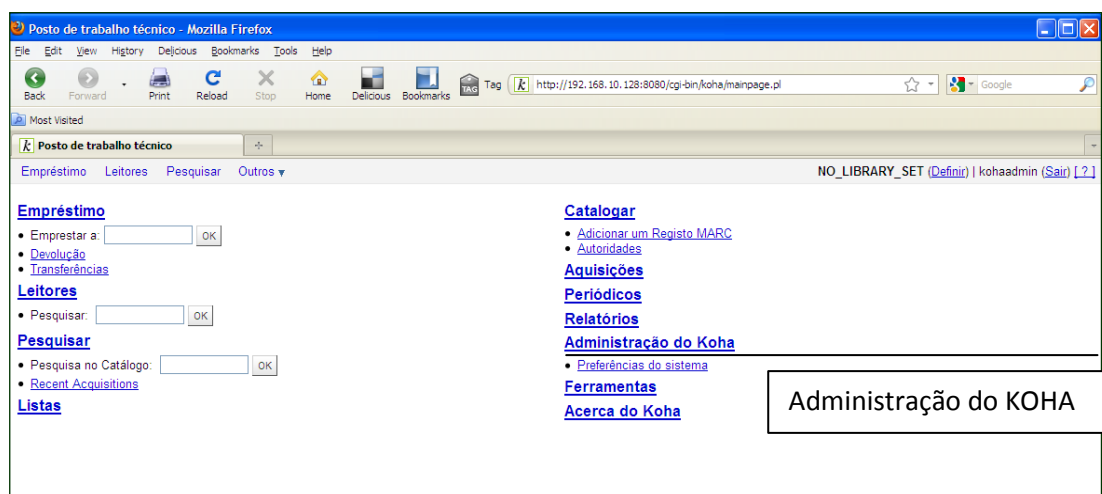 Posto de trabalho técnico - Mozilla Firefox
File Edit View History Delicious Bookmarks Tools Help
Back Forward Print Reload Stop Home Delicious Bookmarks TAG Tag k http://192.168.10.128:8080/cgi-bin/koha/mainpage.pl Google
Most Visited
k Posto de trabalho técnico
Empréstimo Leitores Pesquisar Outros NO_LIBRARY_SET (Definir) | kohaadmin (Sair) [ ? ]
Empréstimo
• Emprestar a: OK
• Devolução
• Transferências
Leitores
• Pesquisar: OK
Pesquisar
• Pesquisa no Catálogo: OK
• Recent Acquisitions
Listas
Catalogar
• Adicionar um Registo MARC
• Autoridades
Aquisições
Periódicos
Relatórios
Administração do Koha
• Preferências do sistema
Ferramentas
Acerca do Koha
Administração do KOHA